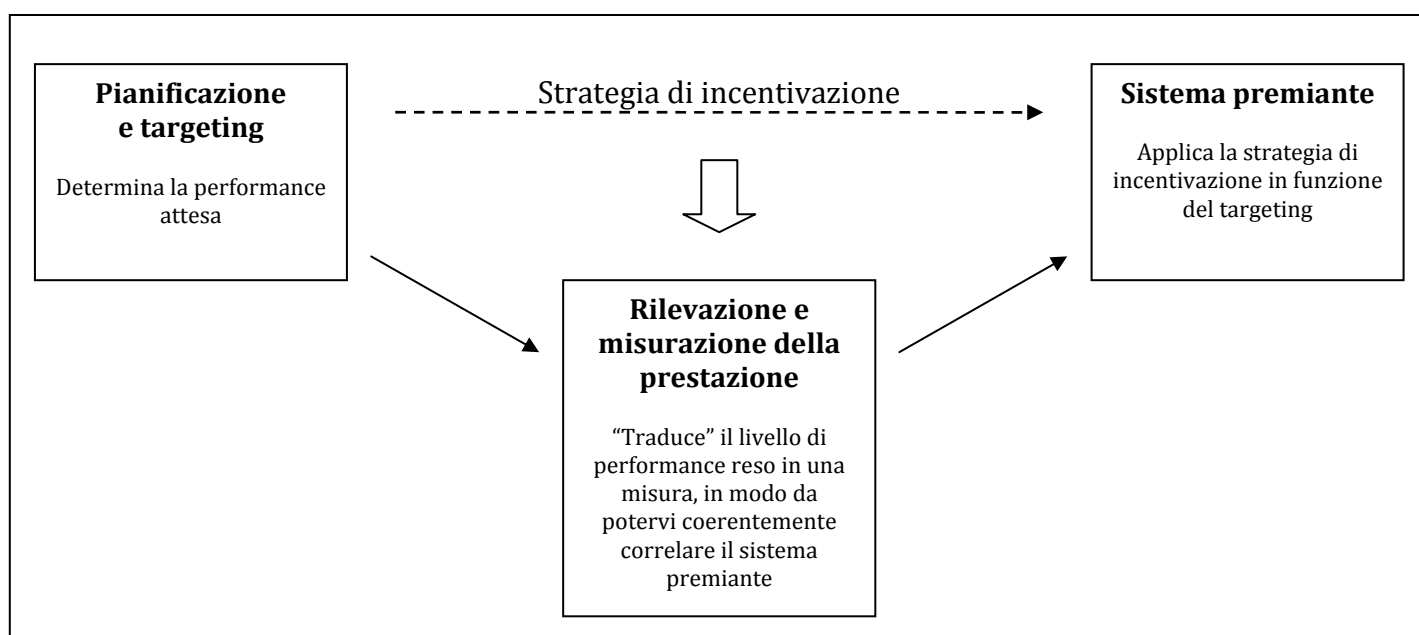 Pianificazione
e targeting
Determina la performance
attesa
Strategia di incentivazione
Sistema premiante
Applica la strategia di
incentivazione in funzione
del targeting
Rilevazione e
misurazione della
prestazione
“Traduce” il livello di
performance reso in una
misura, in modo da
potervi coerentemente
correlare il sistema
premiante